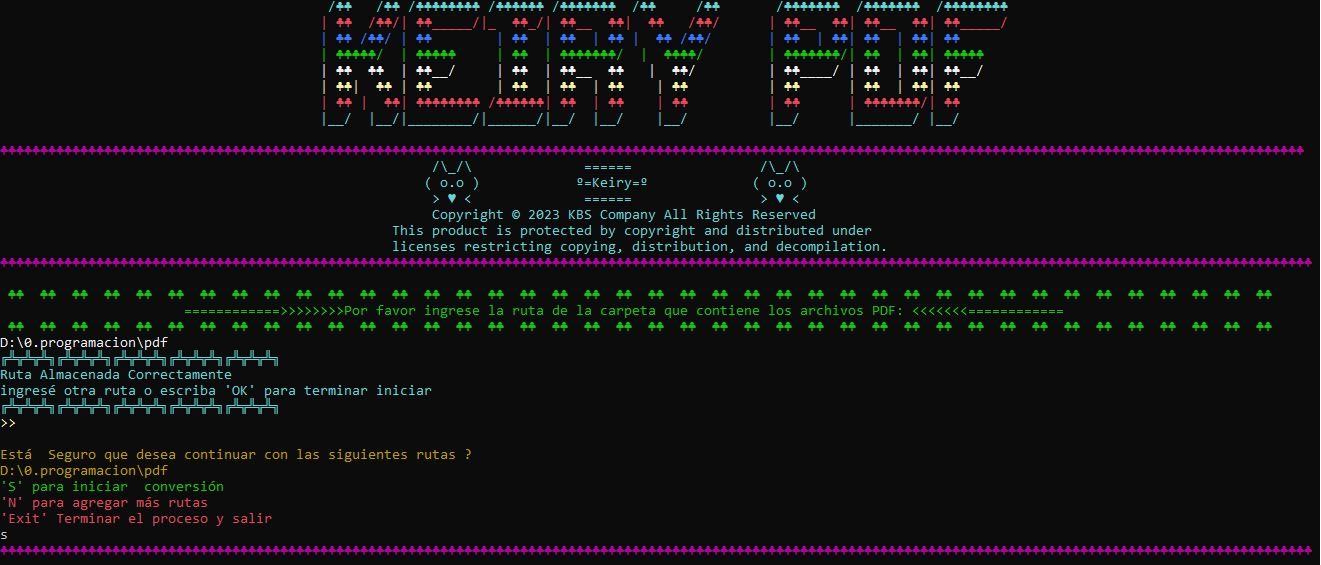 KEIRY PDF
/\_/\ ====== /\_/\
( o.o ) º=Keiry=º ( o.o )
> ♥ < ====== > ♥ <
Copyright © 2023 KBS Company All Rights Reserved
This product is protected by copyright and distributed under
licenses restricting copying, distribution, and decompilation.
============>>>>>>>>Por favor ingrese la ruta de la carpeta que contiene los archivos PDF: <<<<<<<============
D:\0.programacion\pdf
Ruta Almacenada Correctamente
ingresé otra ruta o escriba 'OK' para terminar iniciar
>>
Está  Seguro que desea continuar con las siguientes rutas ?
D:\0.programacion\pdf
'S' para iniciar  conversión
'N' para agregar más rutas
'Exit' Terminar el proceso y salir
s